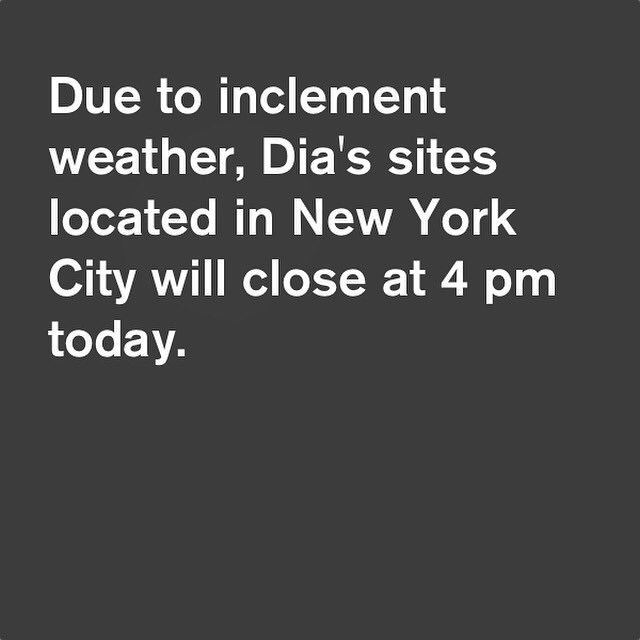 Due to inclement
weather, Dia's sites
located in New York
City will close at 4 pm
today.